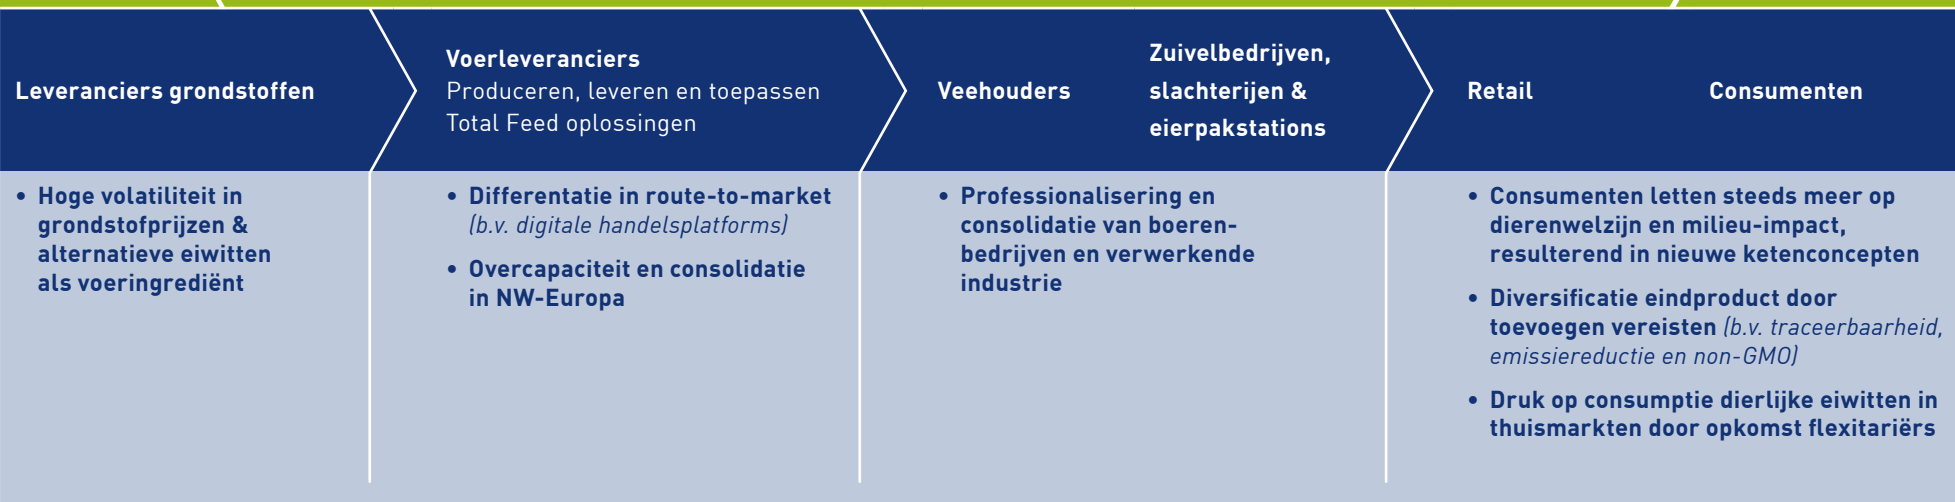 Leveranciers grondstoffen
Voerleveranciers
Produceren, leveren en toepassen
Total Feed oplossingen
Veehouders
Zuivelbedrijven,
slachterijen &
eierpakstations
Retail
Consumenten
• Hoge volatiliteit in
grondstofprijzen &
alternatieve eiwitten
als voeringrediënt
• Differentatie in route-to-market
(b.v. digitale handelsplatforms)
• Overcapaciteit en consolidatie
in NW-Europa
• Professionalisering en
consolidatie van boeren-
bedrijven en verwerkende
industrie
• Consumenten letten steeds meer op
dierenwelzijn en milieu-impact,
resulterend in nieuwe ketenconcepten
• Diversificatie eindproduct door
toevoegen vereisten (b.v. traceerbaarheid,
emissiereductie en non-GMO)
• Druk op consumptie dierlijke eiwitten in
thuismarkten door opkomst flexitariërs